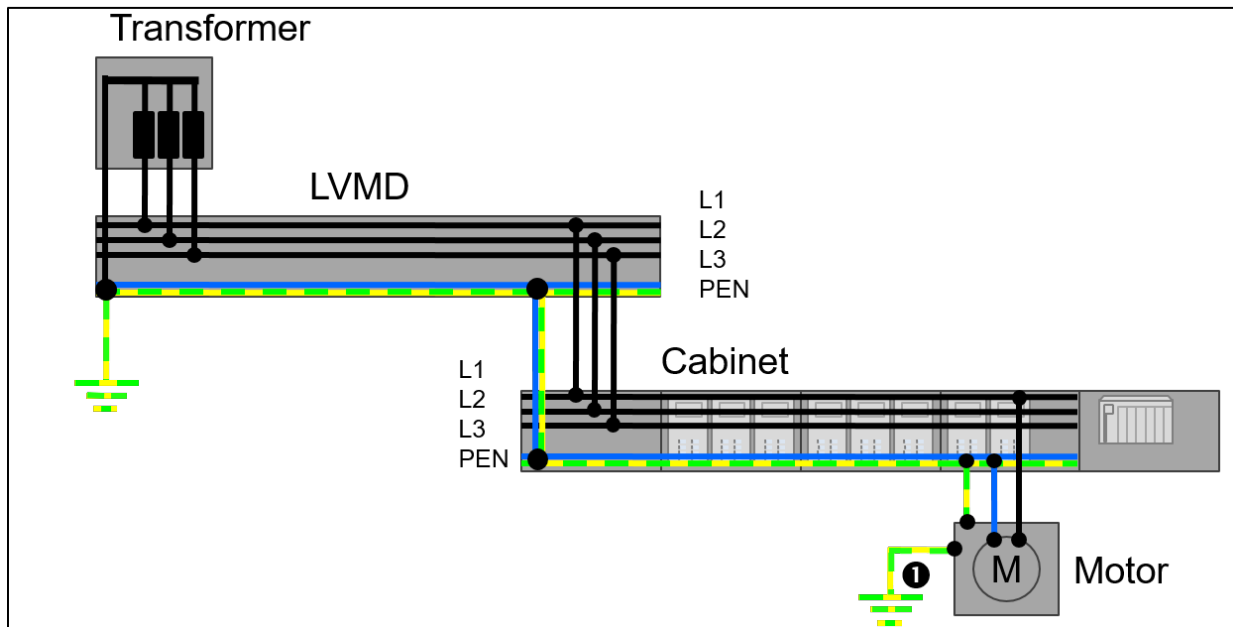 Transformer
LVMD
L1
L2
L3
PEN
Cabinet
L1
L2
L3
PEN
1
M
Motor